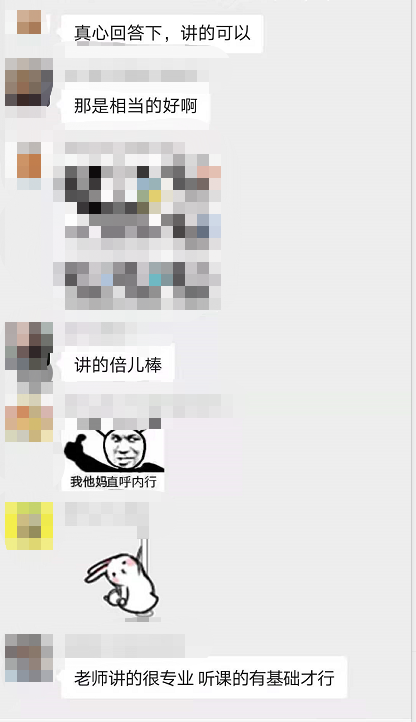 真心回答下，讲的可以
那是相当的好啊
讲的倍儿棒
我他妈直呼内行
老师讲的很专业 听课的有基础才行